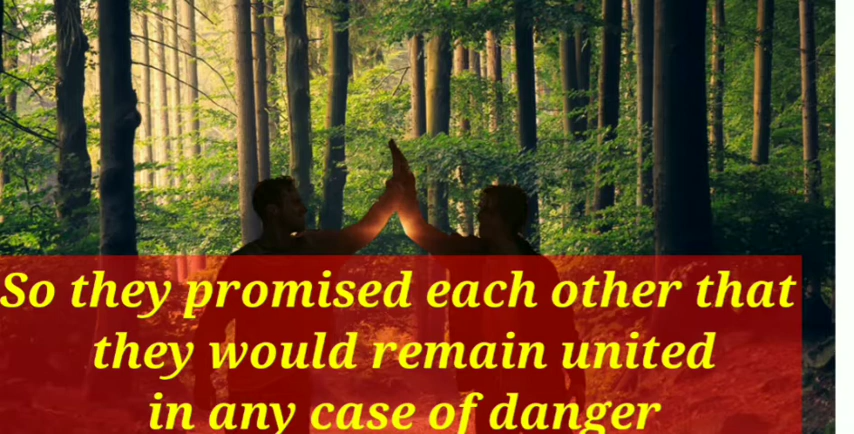 So they promised each other that
they would remain united
in any case of danger